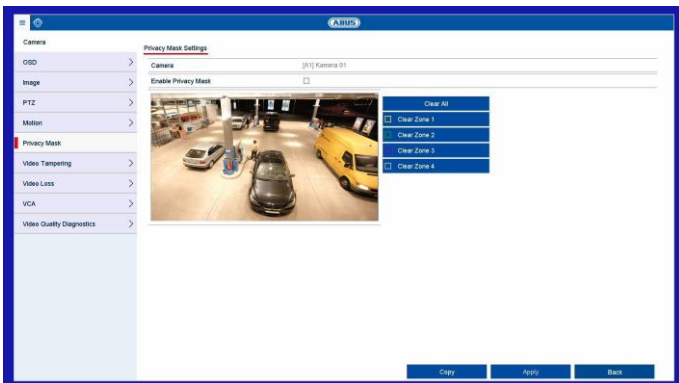 ABUS
Camera
Privacy Mask Settings
OSD
Camera
[A1] Kamera 01
Image
Enable Privacy Mask
PTZ
Clear All
Motion
Clear Zone 1
Clear Zone 2
Privacy Mask
Clear Zone 3
Video Tampering
Clear Zone 4
Video Loss
VCA
Video Quality Diagnostics
Copy
Apply
Back